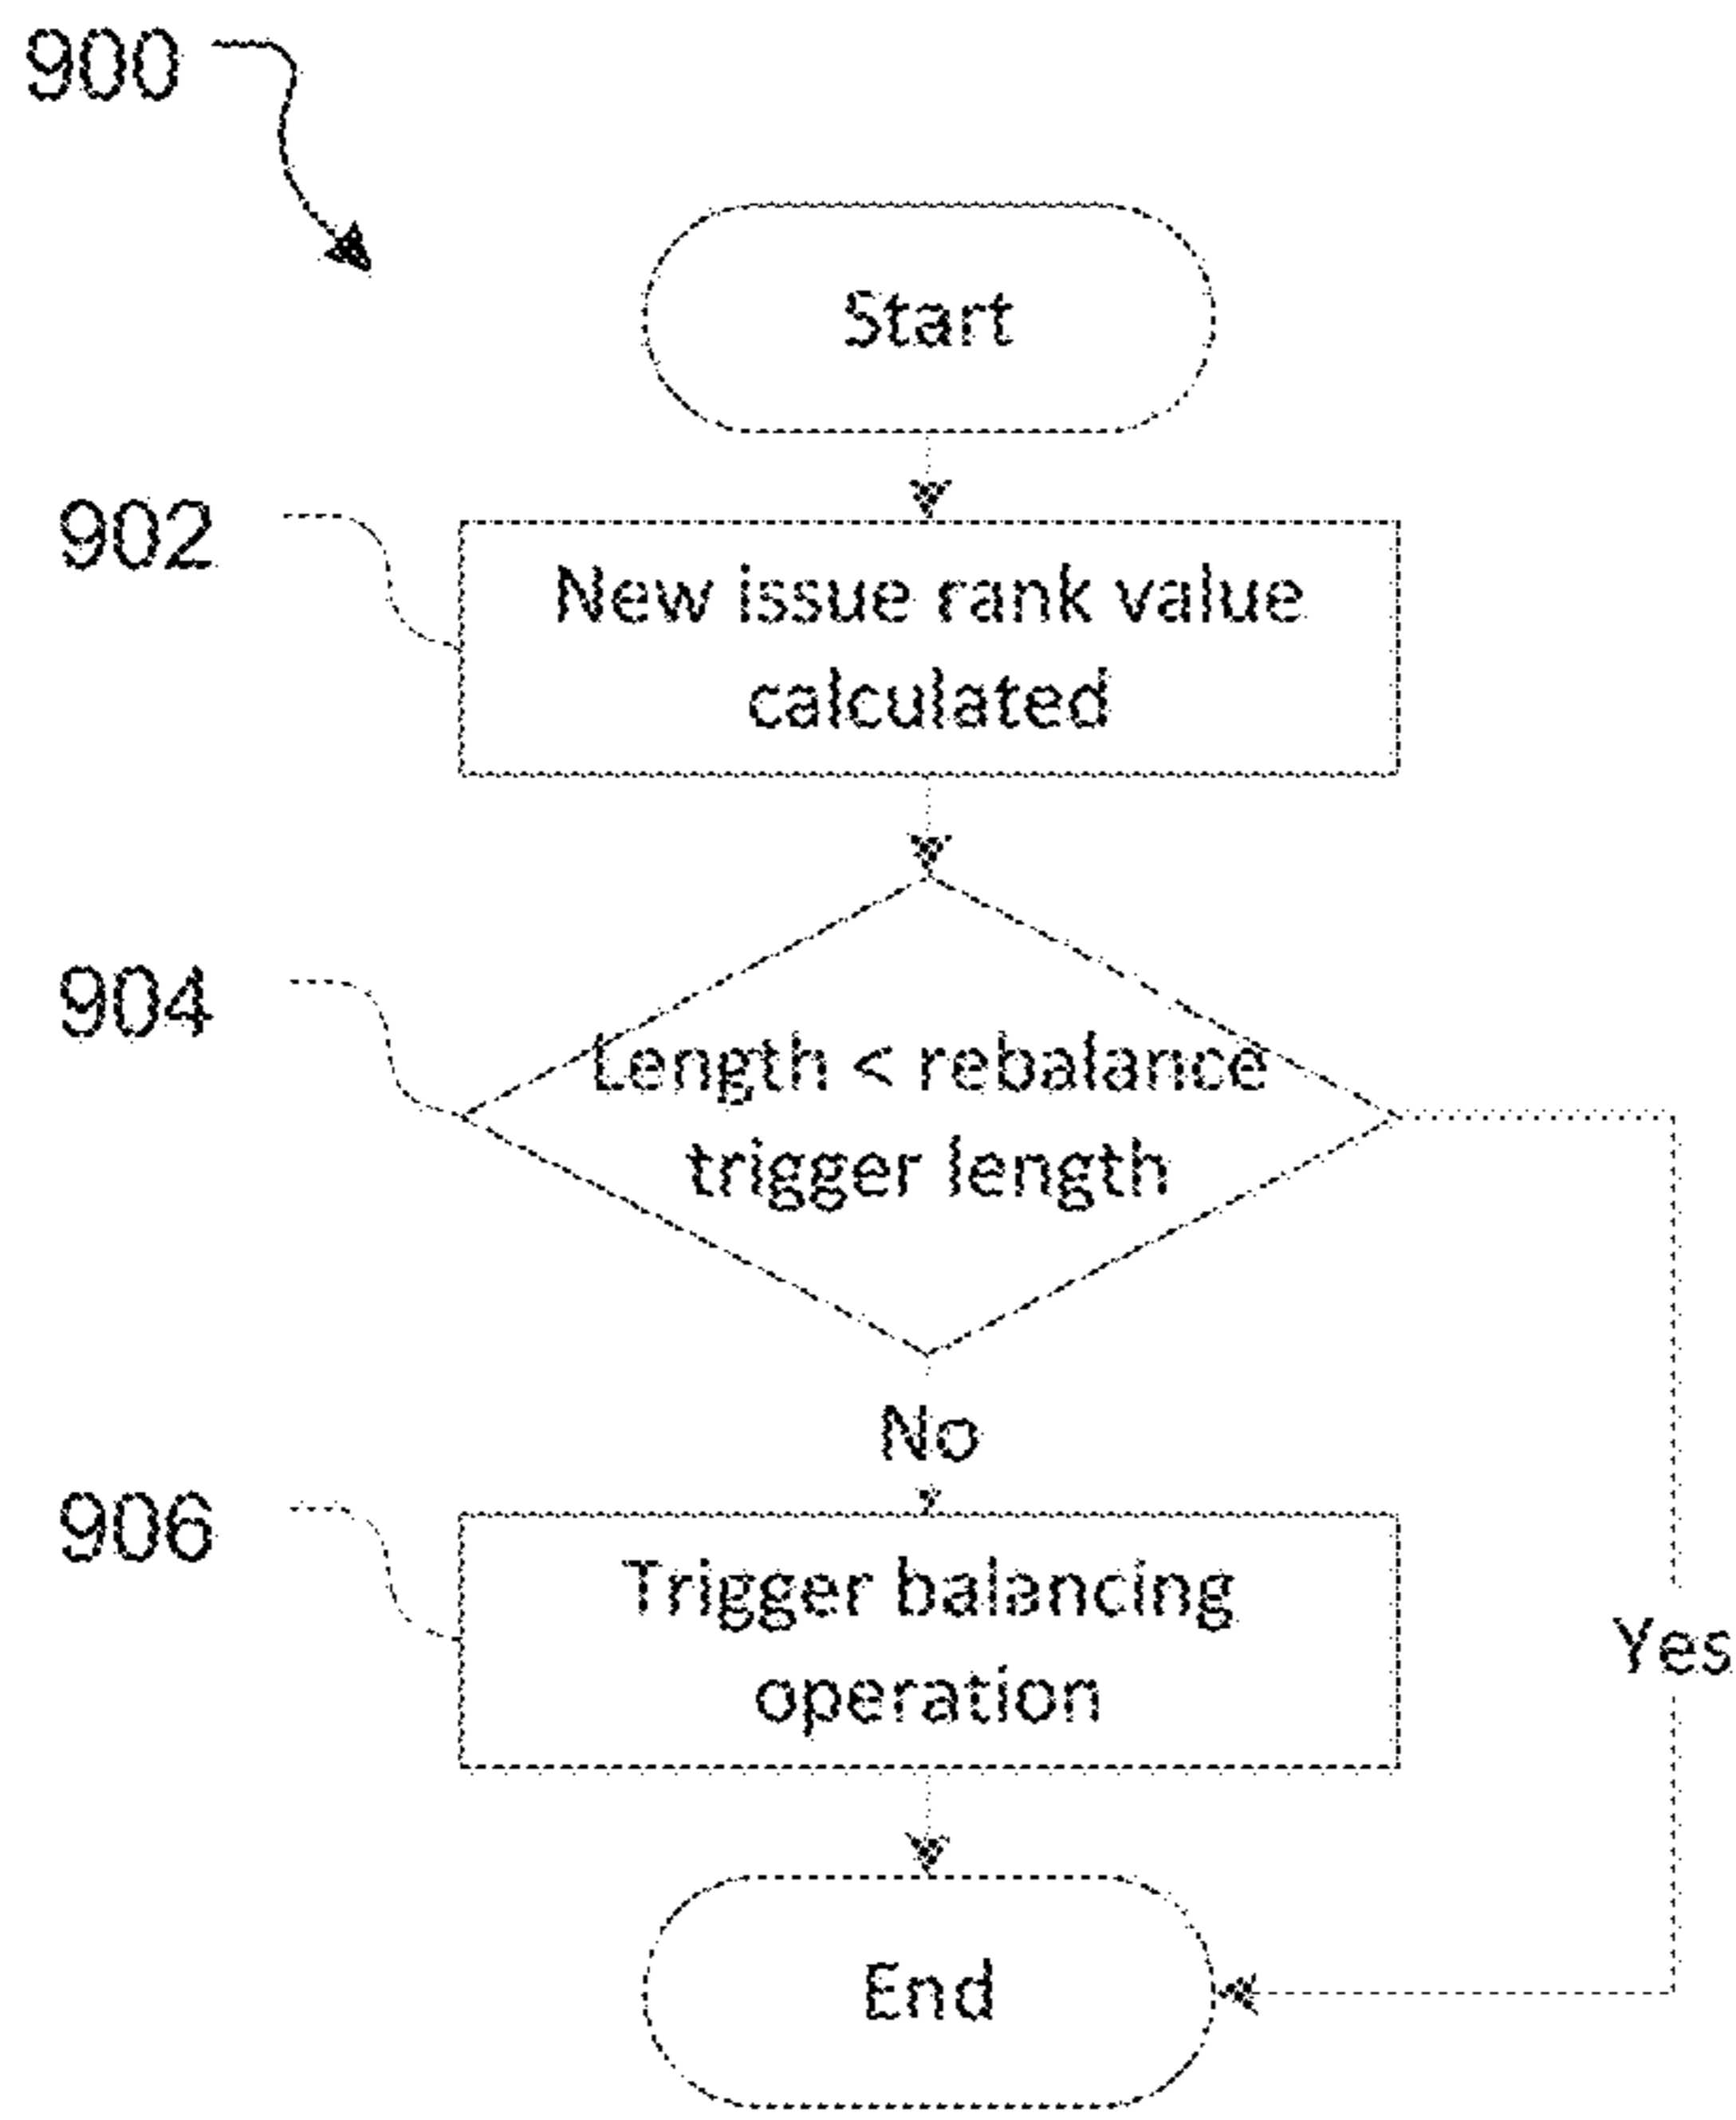 900
Start
902
New issue rank value
calculated
904
Length < rebalance
trigger length
No
906
Trigger balancing
operation
Yes
End